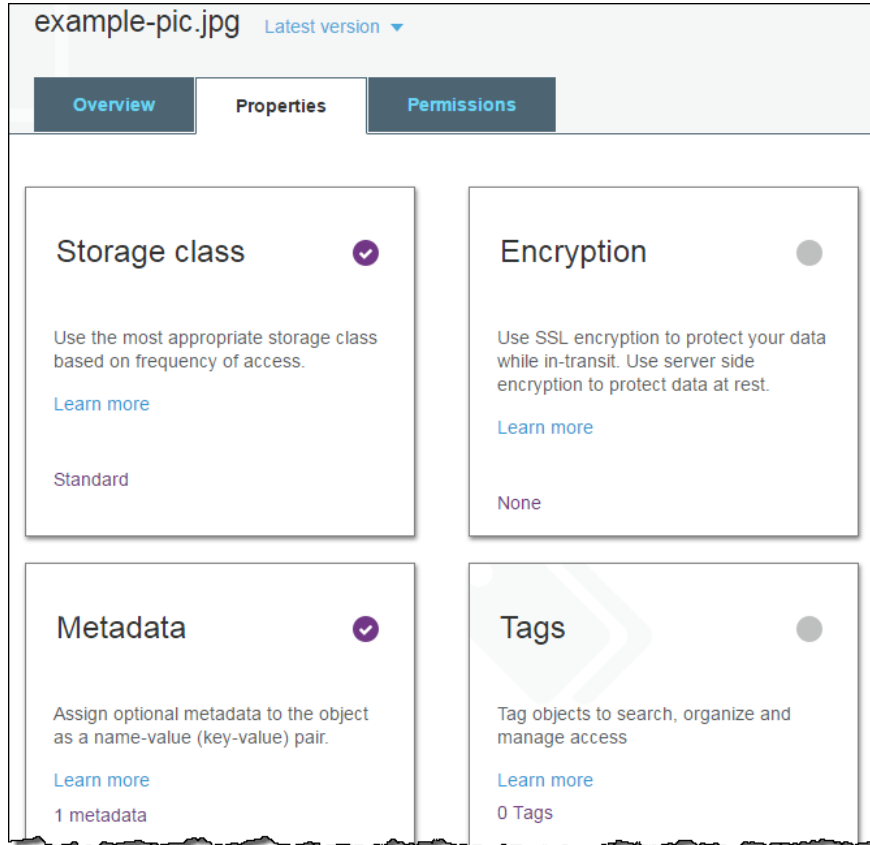 example-pic.jpg Latest version
Overview Properties Permissions
Storage class
Use the most appropriate storage class
based on frequency of access.
Learn more
Standard
Encryption
Use SSL encryption to protect your data
while in-transit. Use server side
encryption to protect data at rest.
Learn more
None
Metadata
Assign optional metadata to the object
as a name-value (key-value) pair.
Learn more
1 metadata
Tags
Tag objects to search, organize and
manage access
Learn more
0 Tags